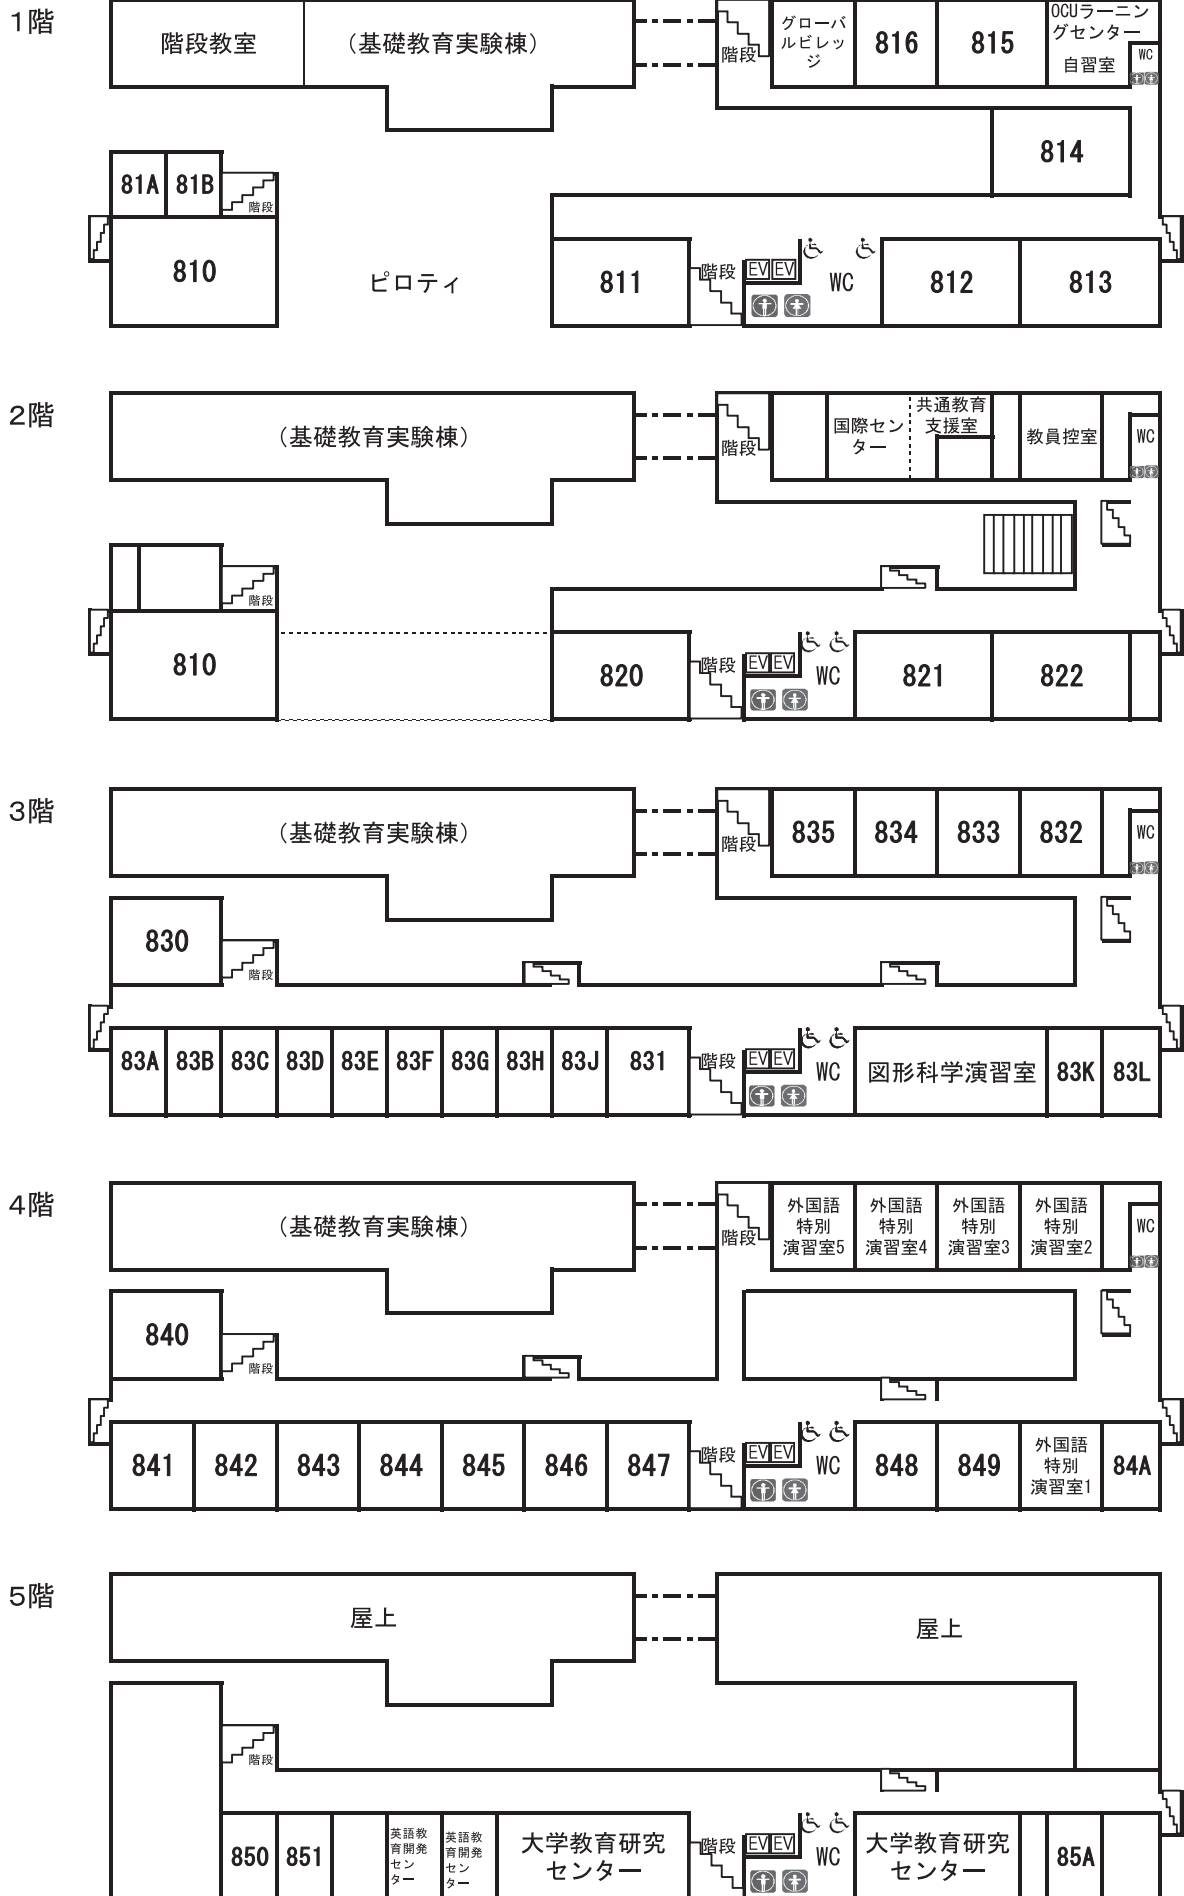 1階
階段教室
（基礎教育実験棟）
階段
グローバ
ルビレッ
ジ
816
815
OCUラーニン
グセンター
自習室
WC
814
81A
81B
階段
810
ピロティ
811
階段
EV
EV
WC
812
813
2階
（基礎教育実験棟）
階段
国際セン
ター
共通教育
支援室
教員控室
WC
階段
810
820
階段
EV
EV
WC
821
822
3階
（基礎教育実験棟）
階段
835
834
833
832
WC
830
階段
83A
83B
83C
83D
83E
83F
83G
83H
83J
831
階段
EV
EV
WC
図形科学演習室
83K
83L
4階
（基礎教育実験棟）
階段
外国語
特別
演習室5
外国語
特別
演習室4
外国語
特別
演習室3
外国語
特別
演習室2
WC
840
階段
841
842
843
844
845
846
847
階段
EV
EV
WC
848
849
外国語
特別
演習室1
84A
5階
屋上
屋上
階段
850
851
英語教
育開発
セン
ター
英語教
育開発
セン
ター
大学教育研究
センター
階段
EV
EV
WC
大学教育研究
センター
85A